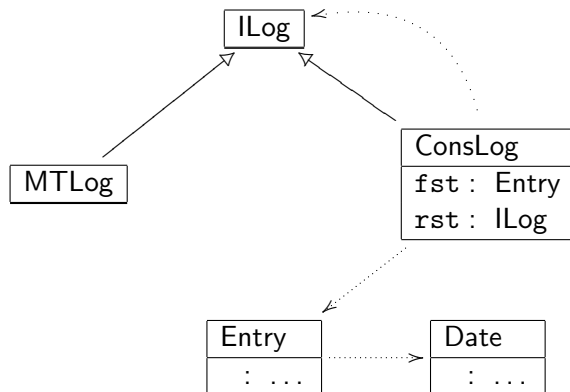 ILog
MTLog
ConsLog
fst : Entry
rst : ILog
Entry
: ...
Date
: ...